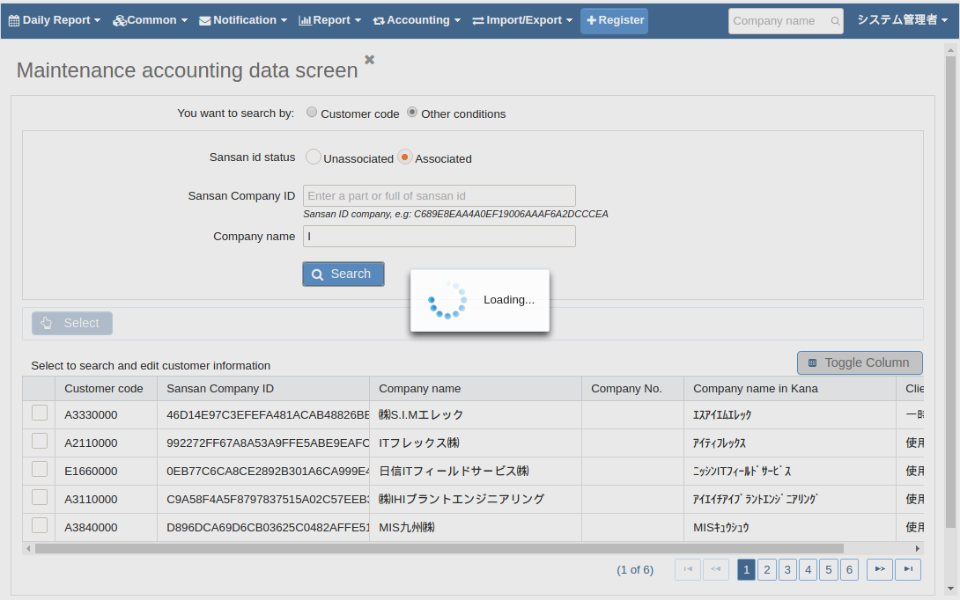 Daily Report Common Notification Report Accounting Import/Export Register Company name システム管理者
Maintenance accounting data screen
You want to search by: Customer code Other conditions
Sansan id status Unassociated Associated
Sansan Company ID Enter a part or full of sansan id
Sansan ID company, e.g: C689E8EAA4A0EF19006AAAF6A2DCCCEA
Company name I
Search
Loading...
Select
Select to search and edit customer information
Toggle Column
Customer code Sansan Company ID Company name Company No. Company name in Kana Clie
A3330000 46D14E97C3EFEFA481ACAB48826BE ㈱S.I.Mエレック ｴｽｱｲｴﾑｴﾚｯｸ 一時
A2110000 992272FF67A8A53A9FFE5ABE9EAFC ITフレックス㈱ ｱｲﾃｨﾌﾚｯｸｽ 使用
E1660000 0EB77C6CA8CE2892B301A6CA999E4 日信ITフィールドサービス㈱ ﾆｯｼﾝITﾌｨｰﾙﾄﾞｻｰﾋﾞｽ 使用
A3110000 C9A58F4A5F8797837515A02C57EEB3 ㈱IHIプラントエンジニアリング ｱｲｴｲﾁｱｲﾌﾟﾗﾝﾄｴﾝｼﾞﾆｱﾘﾝｸﾞ 使用
A3840000 D896DCA69D6CB03625C0482AFFE51 MIS九州㈱ MISｷｭｳｼｭｳ 使用
(1 of 6) 1 2 3 4 5 6